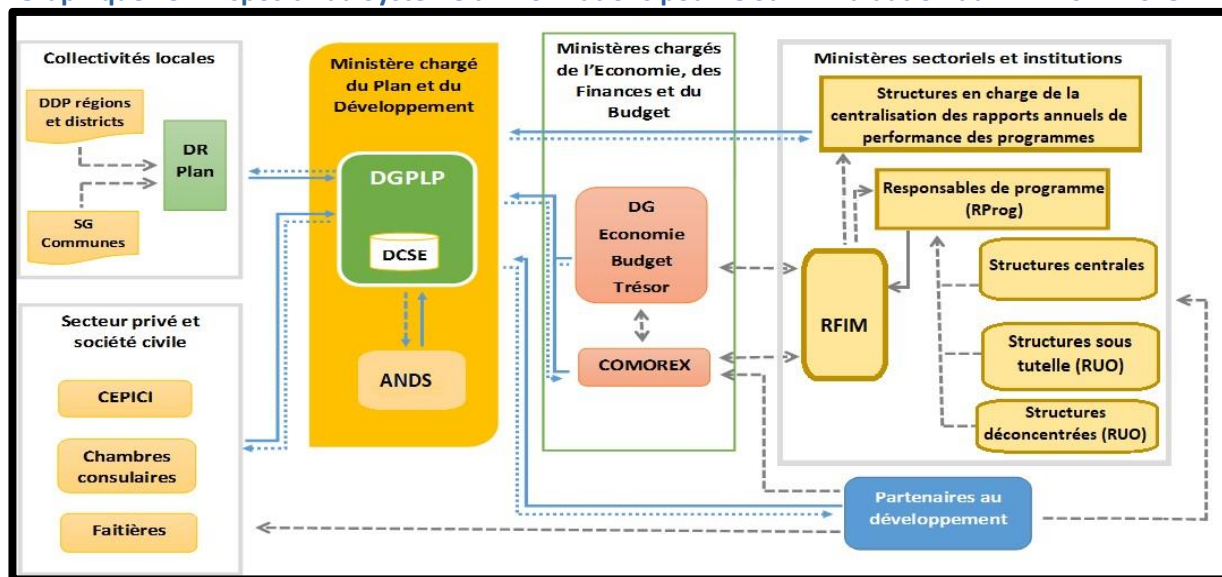 Collectivités locales
DDP régions
et districts
DR
Plan
SG
Communes
Secteur privé et
société civile
CEPICI
Chambres
consulaires
Faitières
Ministère chargé
du Plan et du
Développement
DGPLP
DCSE
ANDS
Ministères chargés
de l’Economie, des
Finances et du
Budget
DG
Economie
Budget
Trésor
COMOREX
Ministères sectoriels et institutions
Structures en charge de la
centralisation des rapports annuels de
performance des programmes
Responsables de programme
(RProg)
RFIM
Structures centrales
Structures sous
tutelle (RUO)
Structures
déconcentrées (RUO)
Partenaires au
développement